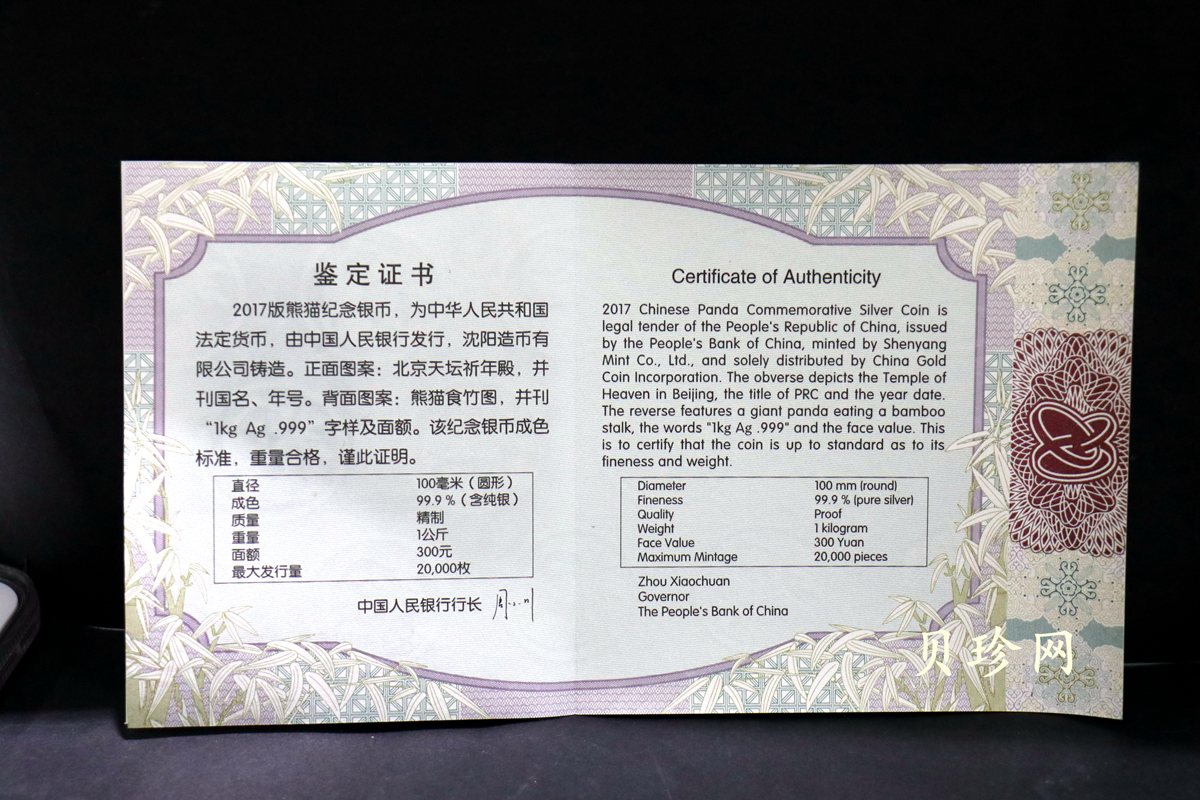 鉴定证书
2017版熊猫纪念银币，为中华人民共和国
法定货币，由中国人民银行发行，沈阳造币有
限公司铸造。正面图案：北京天坛祈年殿，并
刊国名、年号。背面图案：熊猫食竹图，并刊
“1kg Ag .999”字样及面额。该纪念银币成色
标准，重量合格，谨此证明。
直径 100毫米（圆形）
成色 99.9％（含纯银）
质量 精制
重量 1公斤
面额 300元
最大发行量 20,000枚
中国人民银行行长
Certificate of Authenticity
2017 Chinese Panda Commemorative Silver Coin is
legal tender of the People's Republic of China, issued
by the People's Bank of China, minted by Shenyang
Mint Co., Ltd., and solely distributed by China Gold
Coin Incorporation. The obverse depicts the Temple of
Heaven in Beijing, the title of PRC and the year date.
The reverse features a giant panda eating a bamboo
stalk, the words "1kg Ag .999" and the face value. This
is to certify that the coin is up to standard as to its
fineness and weight.
Diameter 100 mm (round)
Fineness 99.9 % (pure silver)
Quality Proof
Weight 1 kilogram
Face Value 300 Yuan
Maximum Mintage 20,000 pieces
Zhou Xiaochuan
Governor
The People's Bank of China
贝珍网